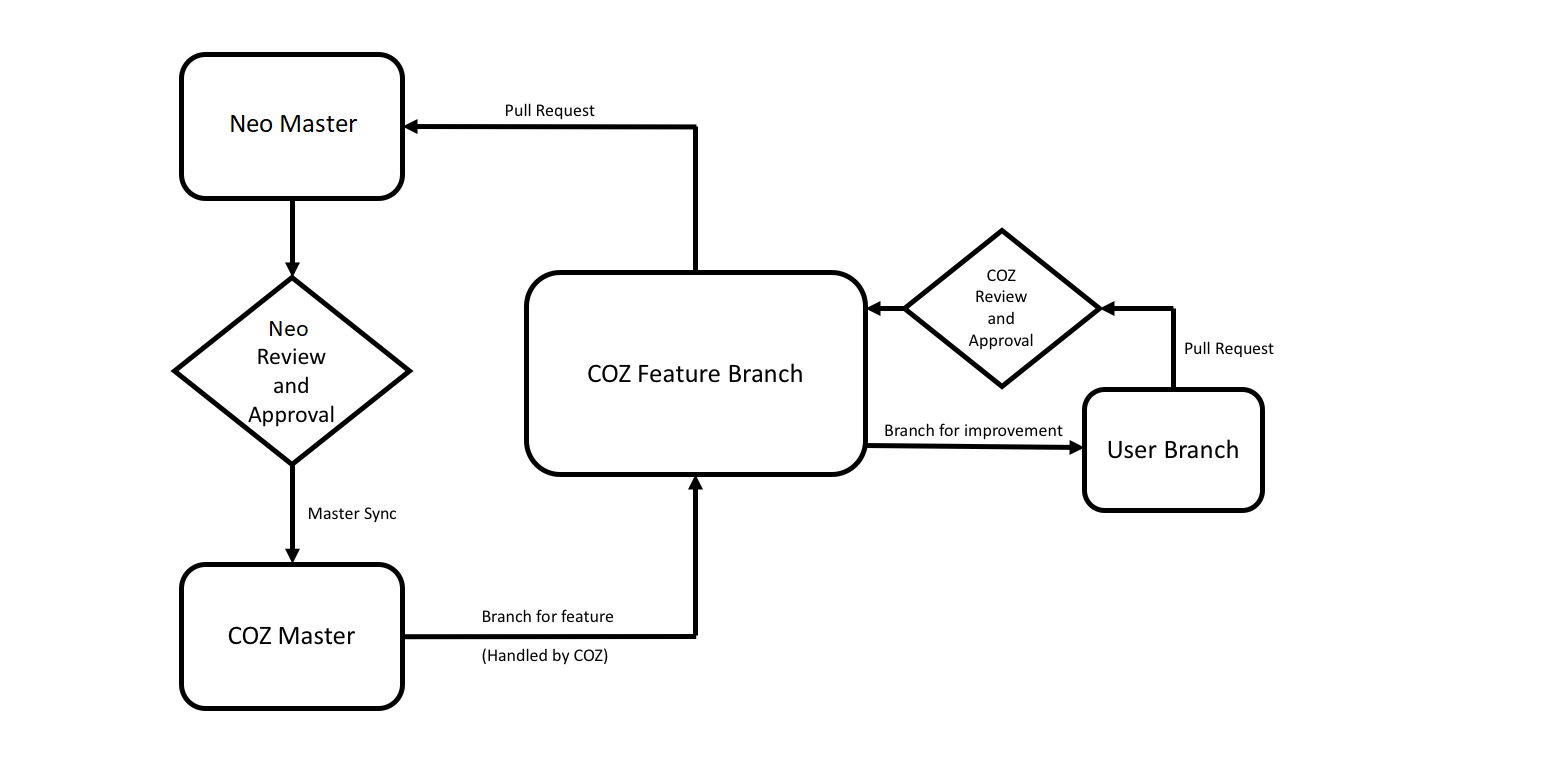 Neo Master
Pull Request
COZ
Review
and
Approval
Neo
Review
and
Approval
Pull Request
COZ Feature Branch
Branch for improvement
User Branch
Master Sync
Branch for feature
(Handled by COZ)
COZ Master